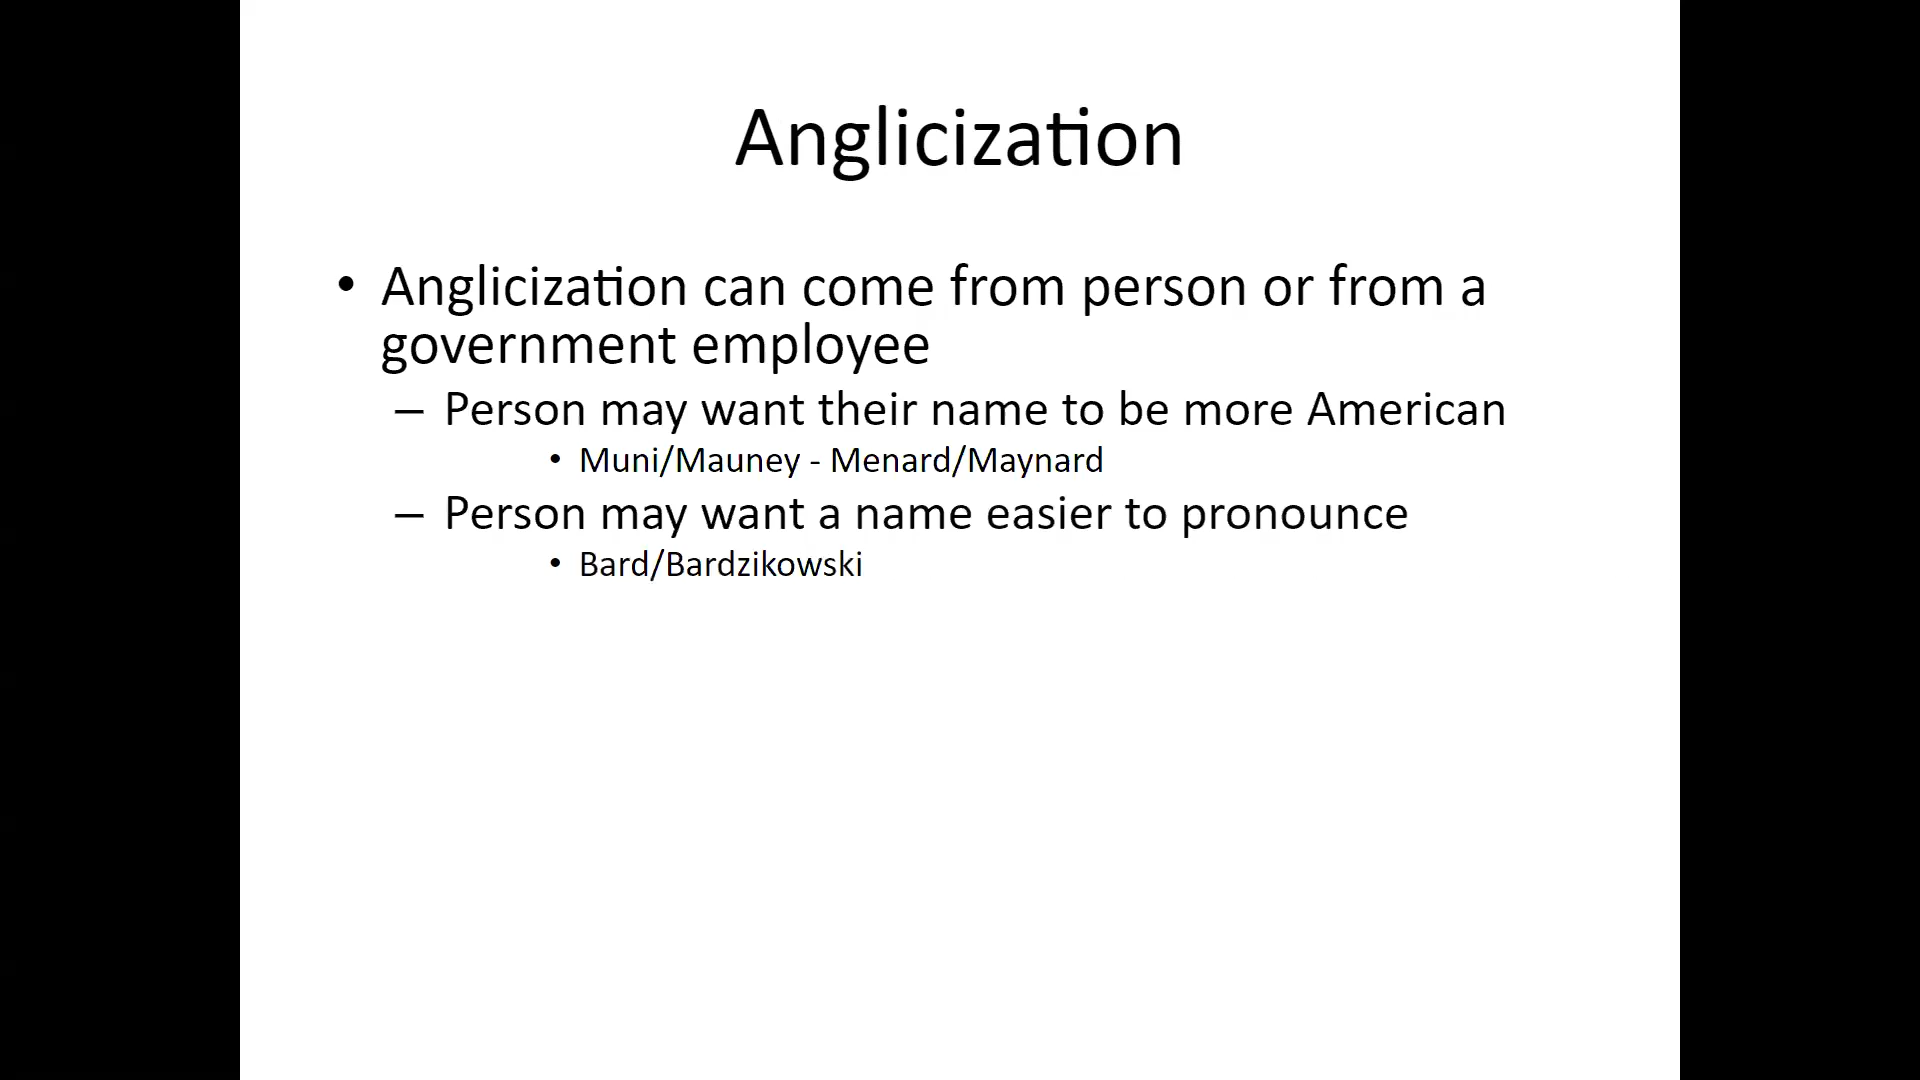 Anglicization
• Anglicization can come from person or from a
government employee
– Person may want their name to be more American
• Muni/Mauney - Menard/Maynard
– Person may want a name easier to pronounce
• Bard/Bardzikowski